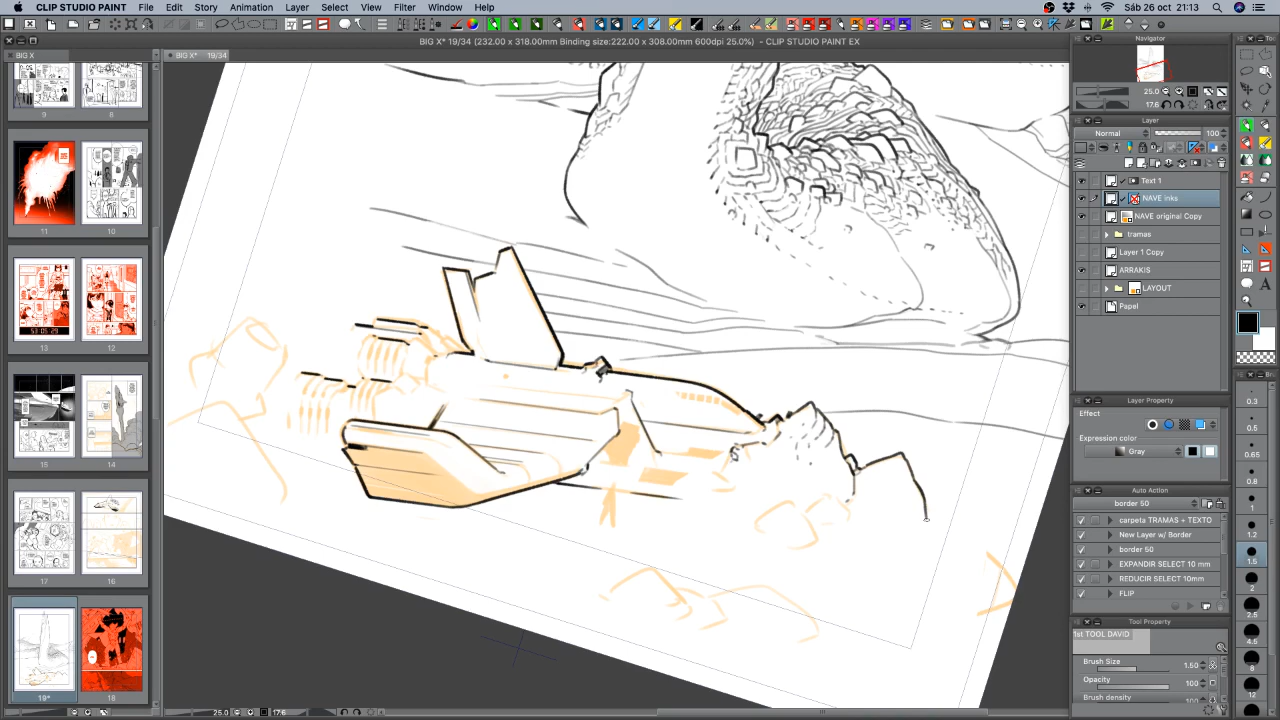 CLIP STUDIO PAINT File Edit Story Animation Layer Select View Filter Window Help Sáb 26 oct 21:13
BIG X* 19/34 (232.00 x 318.00mm Binding size:222.00 x 308.00mm 600dpi 25.0%) - CLIP STUDIO PAINT EX
BIG X
BIG X* 19/34
9 8
11 10
13 12
15 14
17 16
19* 18
25.0 17.6
Navigator
25.0
17.6
Layer
Normal 100
Text 1
NAVE inks
NAVE original Copy
tramas
Layer 1 Copy
ARRAKIS
LAYOUT
Papel
Layer Property
Effect
Expression color
Gray
Auto Action
border 50
carpeta TRAMAS + TEXTO
New Layer w/ Border
border 50
EXPANDIR SELECT 10 mm
REDUCIR SELECT 10mm
FLIP
Tool Property
1st TOOL DAVID
Brush Size 1.50
Opacity 100
Brush density 100
To
A
Br
0.3
0.5
0.65
0.8
1
1.2
1.5
2
2.5
4.5
8
12